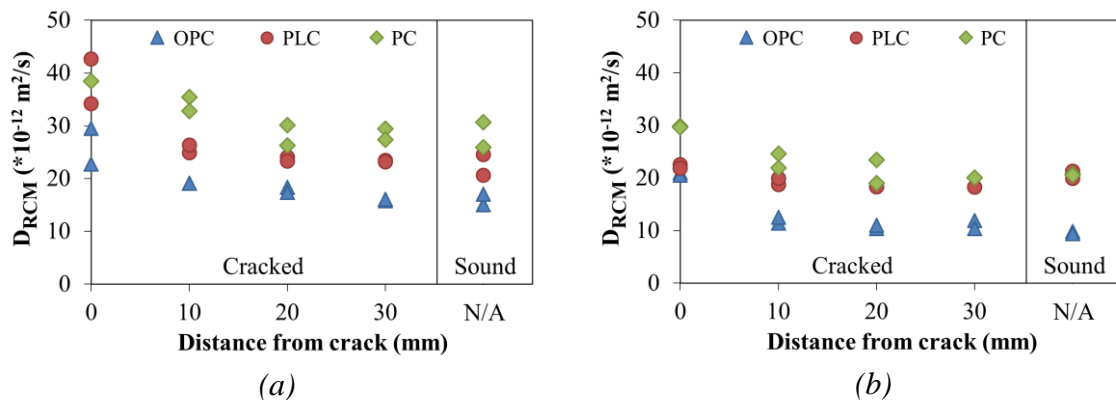 50
40
30
20
10
0
D_RCM (*10⁻¹² m²/s)
OPC PLC PC
Cracked Sound
0 10 20 30 N/A
Distance from crack (mm)
(a)
50
40
30
20
10
0
D_RCM (*10⁻¹² m²/s)
OPC PLC PC
Cracked Sound
0 10 20 30 N/A
Distance from crack (mm)
(b)